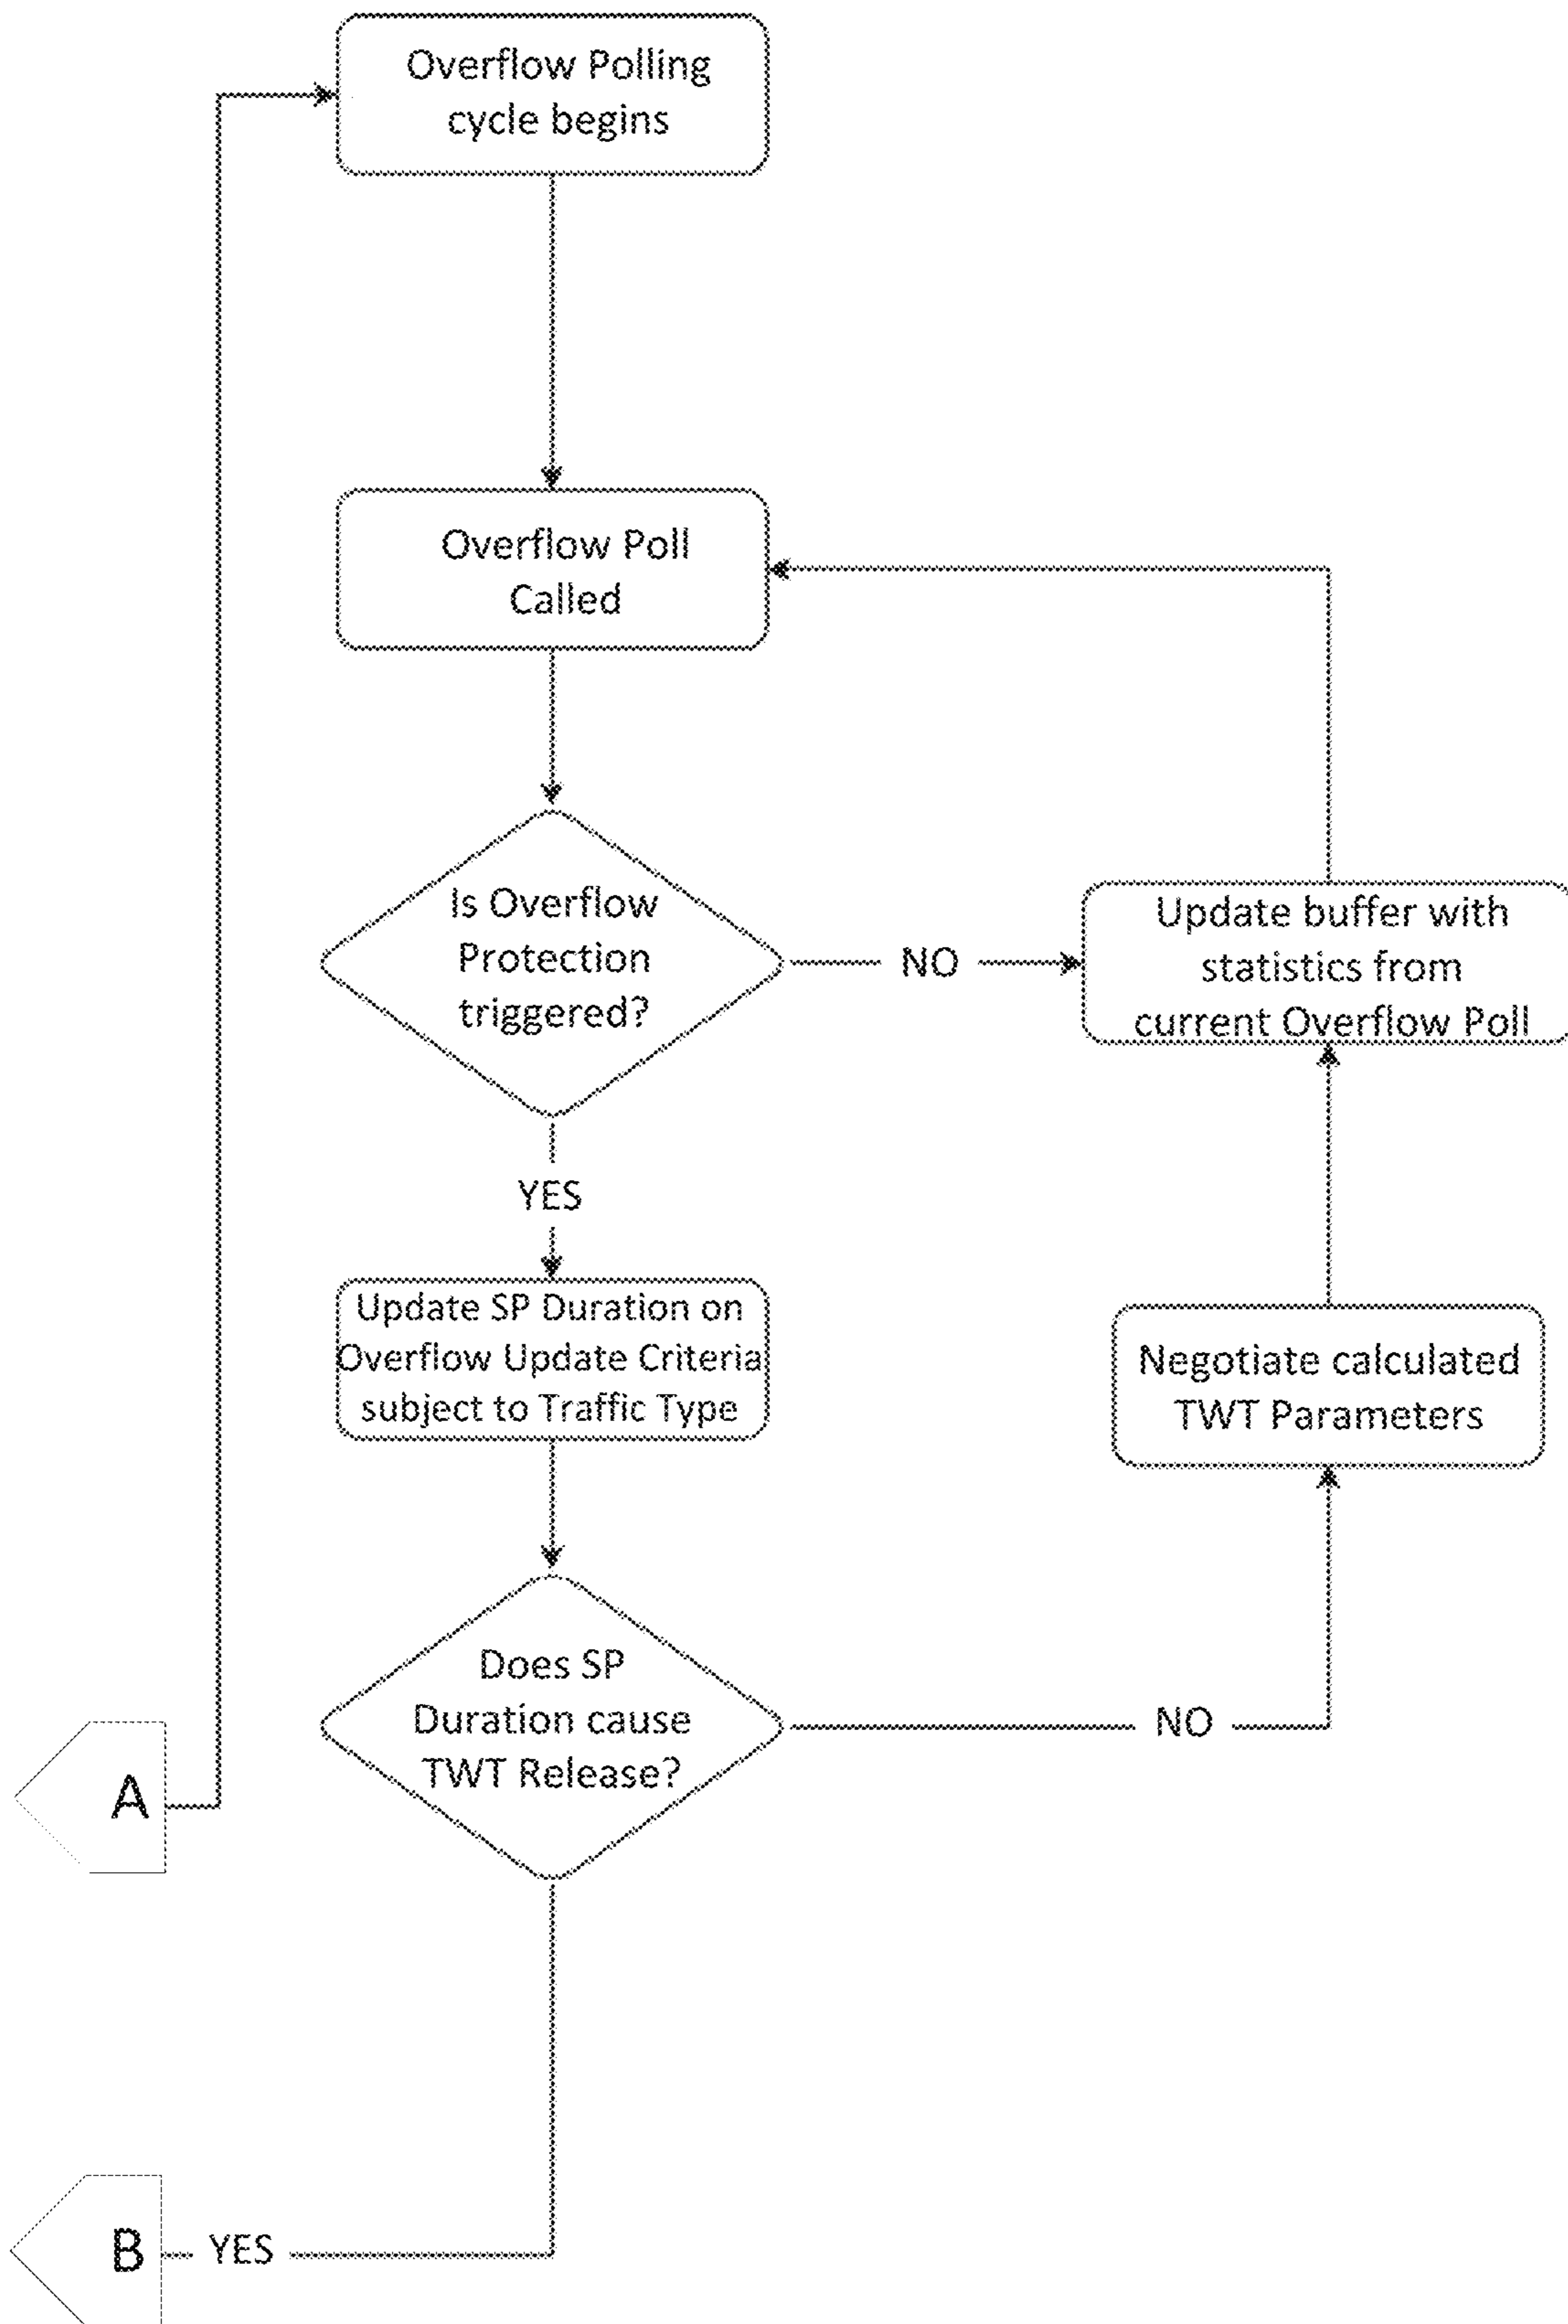 Overflow Polling
cycle begins
Overflow Poll
Called
Is Overflow
Protection
triggered?
NO
Update buffer with
statistics from
current Overflow Poll
YES
Update SP Duration on
Overflow Update Criteria
subject to Traffic Type
Negotiate calculated
TWT Parameters
Does SP
Duration cause
TWT Release?
NO
A
B
YES